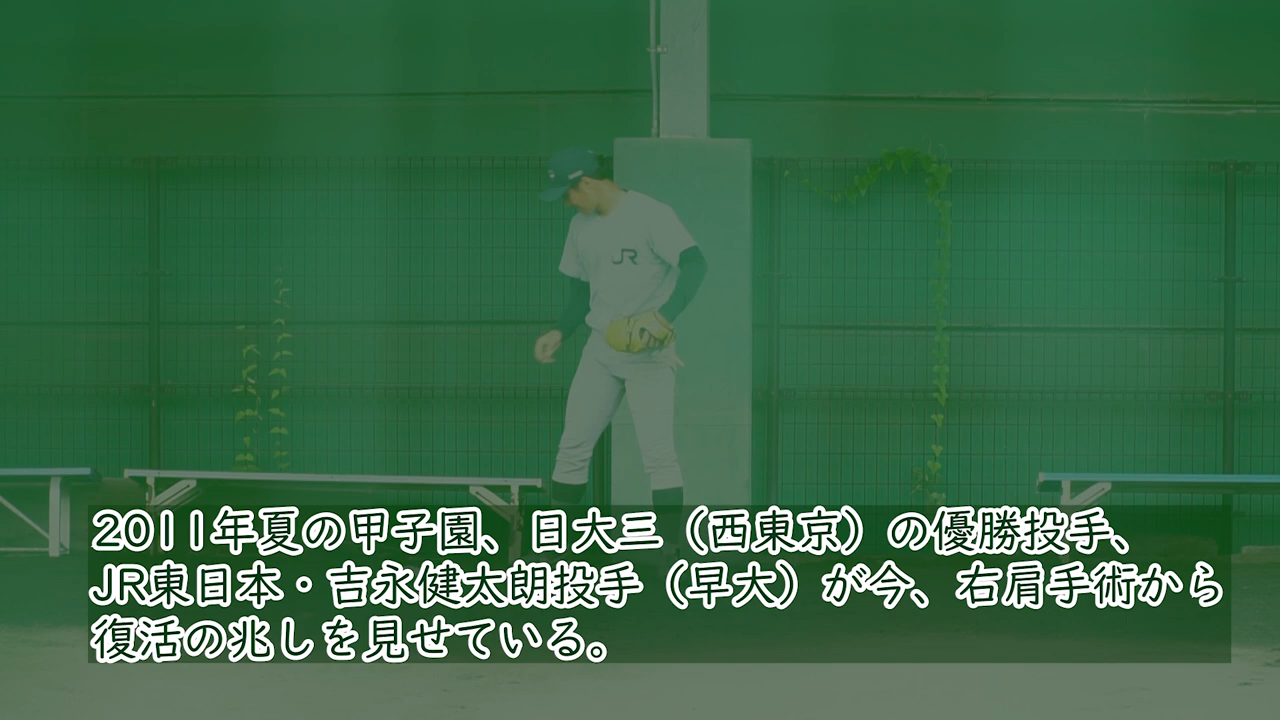 JR
2011年夏の甲子園、日大三（西東京）の優勝投手、
JR東日本・吉永健太朗投手（早大）が今、右肩手術から
復活の兆しを見せている。